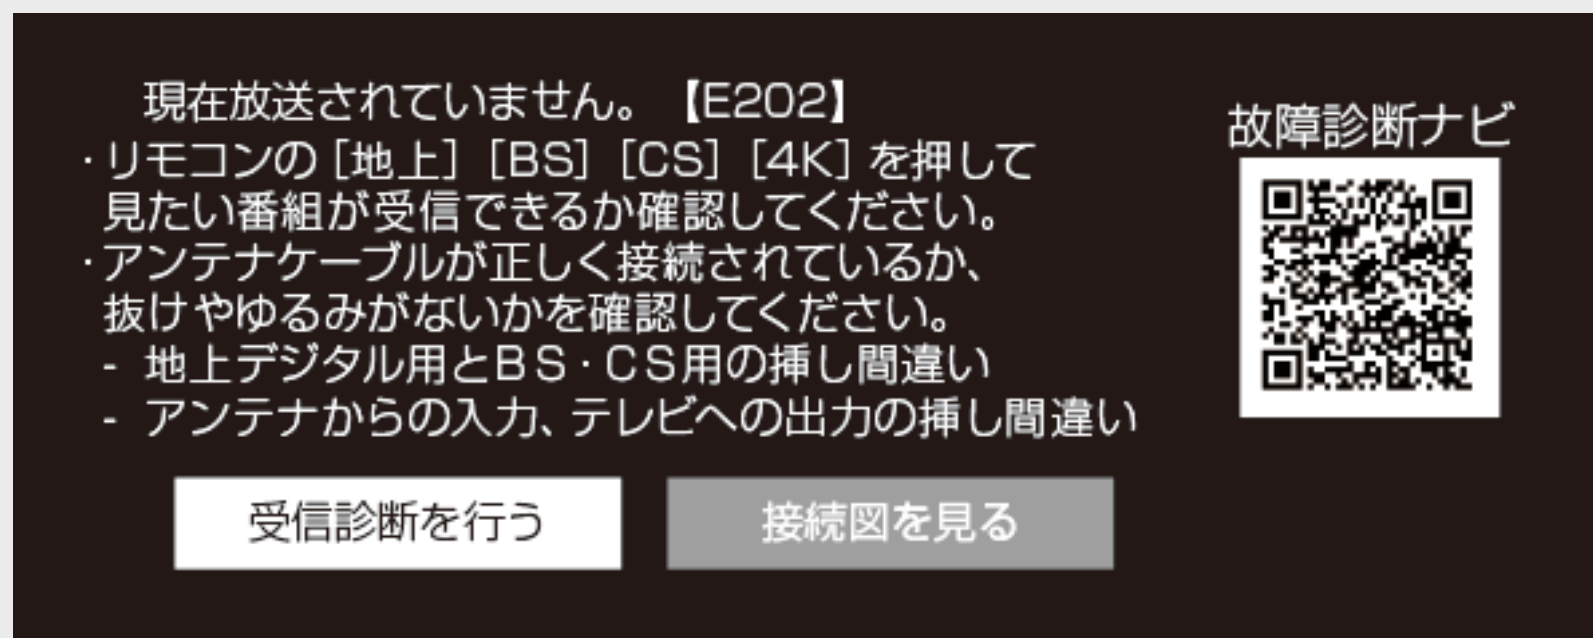 現在放送されていません。【E202】
・リモコンの［地上］［BS］［CS］［4K］を押して
見たい番組が受信できるか確認してください。
・アンテナケーブルが正しく接続されているか、
抜けやゆるみがないかを確認してください。
- 地上デジタル用とＢＳ・ＣＳ用の挿し間違い
- アンテナからの入力、テレビへの出力の挿し間違い
故障診断ナビ
受信診断を行う
接続図を見る